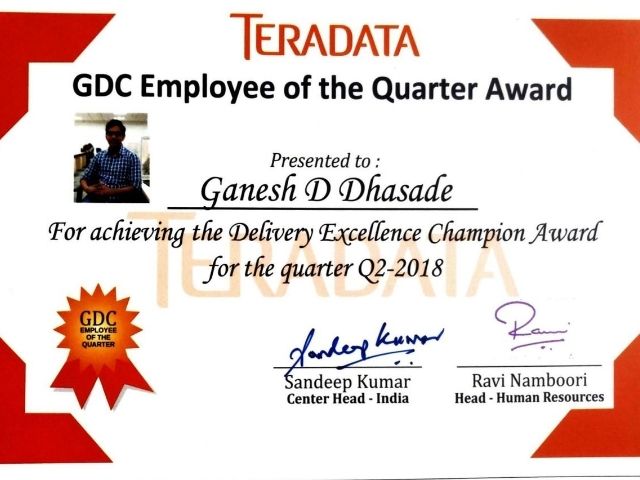 TERADATA
GDC Employee of the Quarter Award
Presented to :
Ganesh D Dhasade
For achieving the Delivery Excellence Champion Award
for the quarter Q2-2018
TERADATA
GDC
EMPLOYEE
OF THE
QUARTER
Sandeep Kumar
Ravi
Sandeep Kumar
Center Head - India
Ravi Namboori
Head - Human Resources